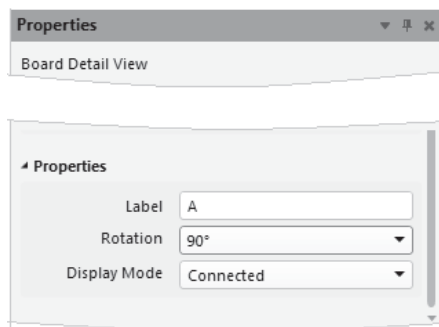 Properties
Board Detail View
Properties
Label A
Rotation 90°
Display Mode Connected